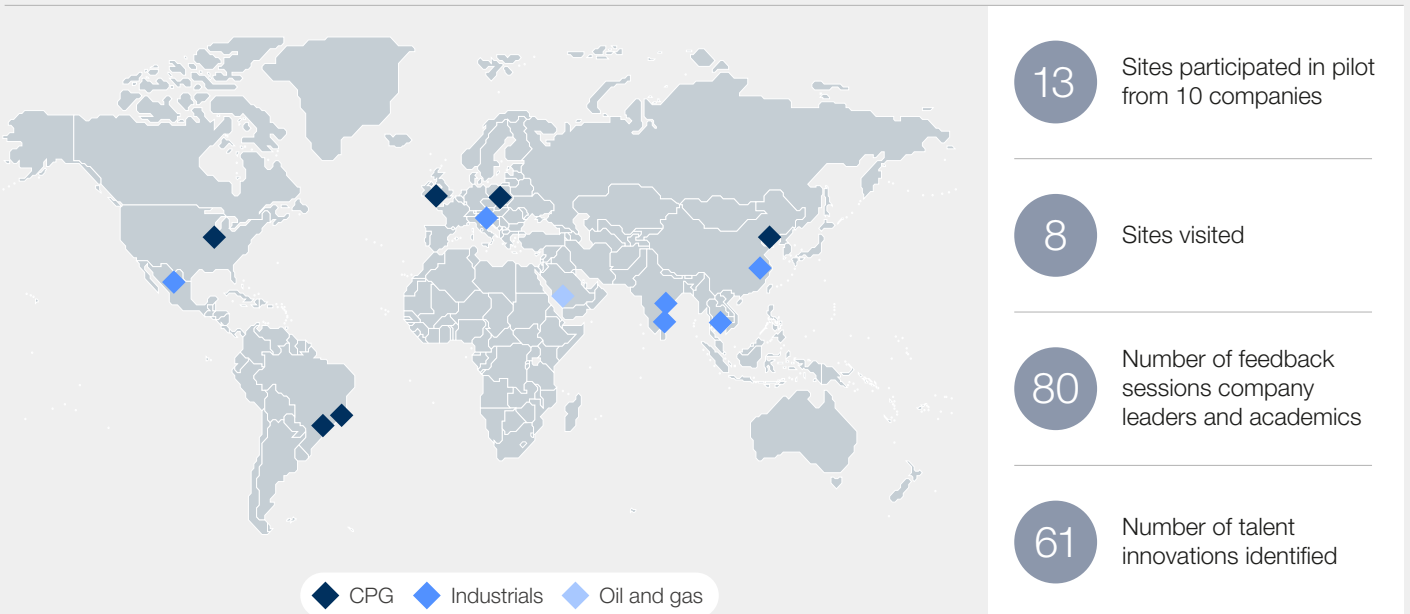 13
Sites participated in pilot
from 10 companies
8
Sites visited
80
Number of feedback
sessions company
leaders and academics
61
Number of talent
innovations identified
CPG
Industrials
Oil and gas